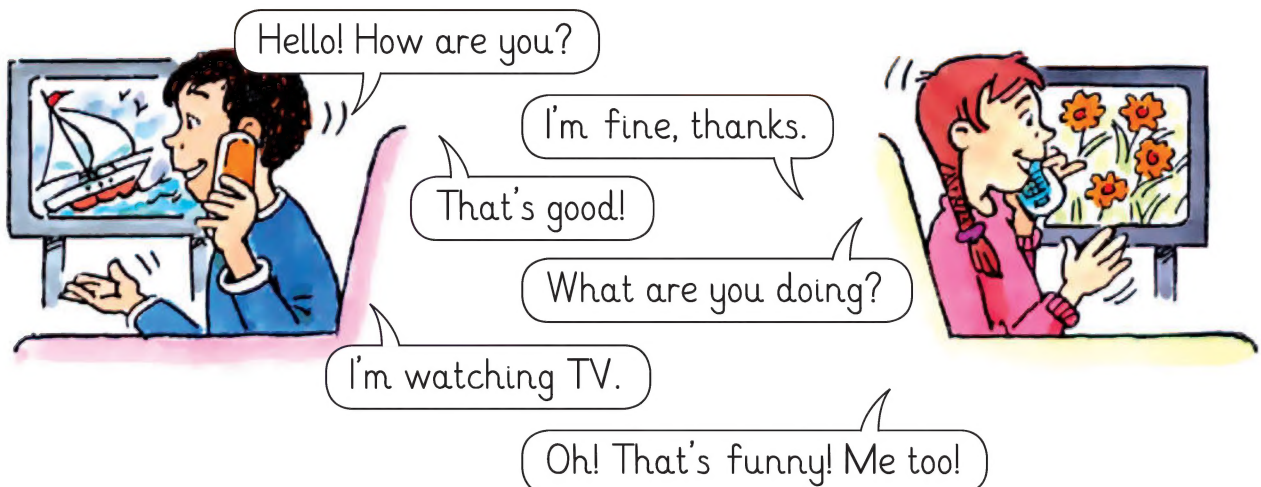 Hello! How are you?
I'm fine, thanks.
That's good!
What are you doing?
I'm watching TV.
Oh! That's funny! Me too!